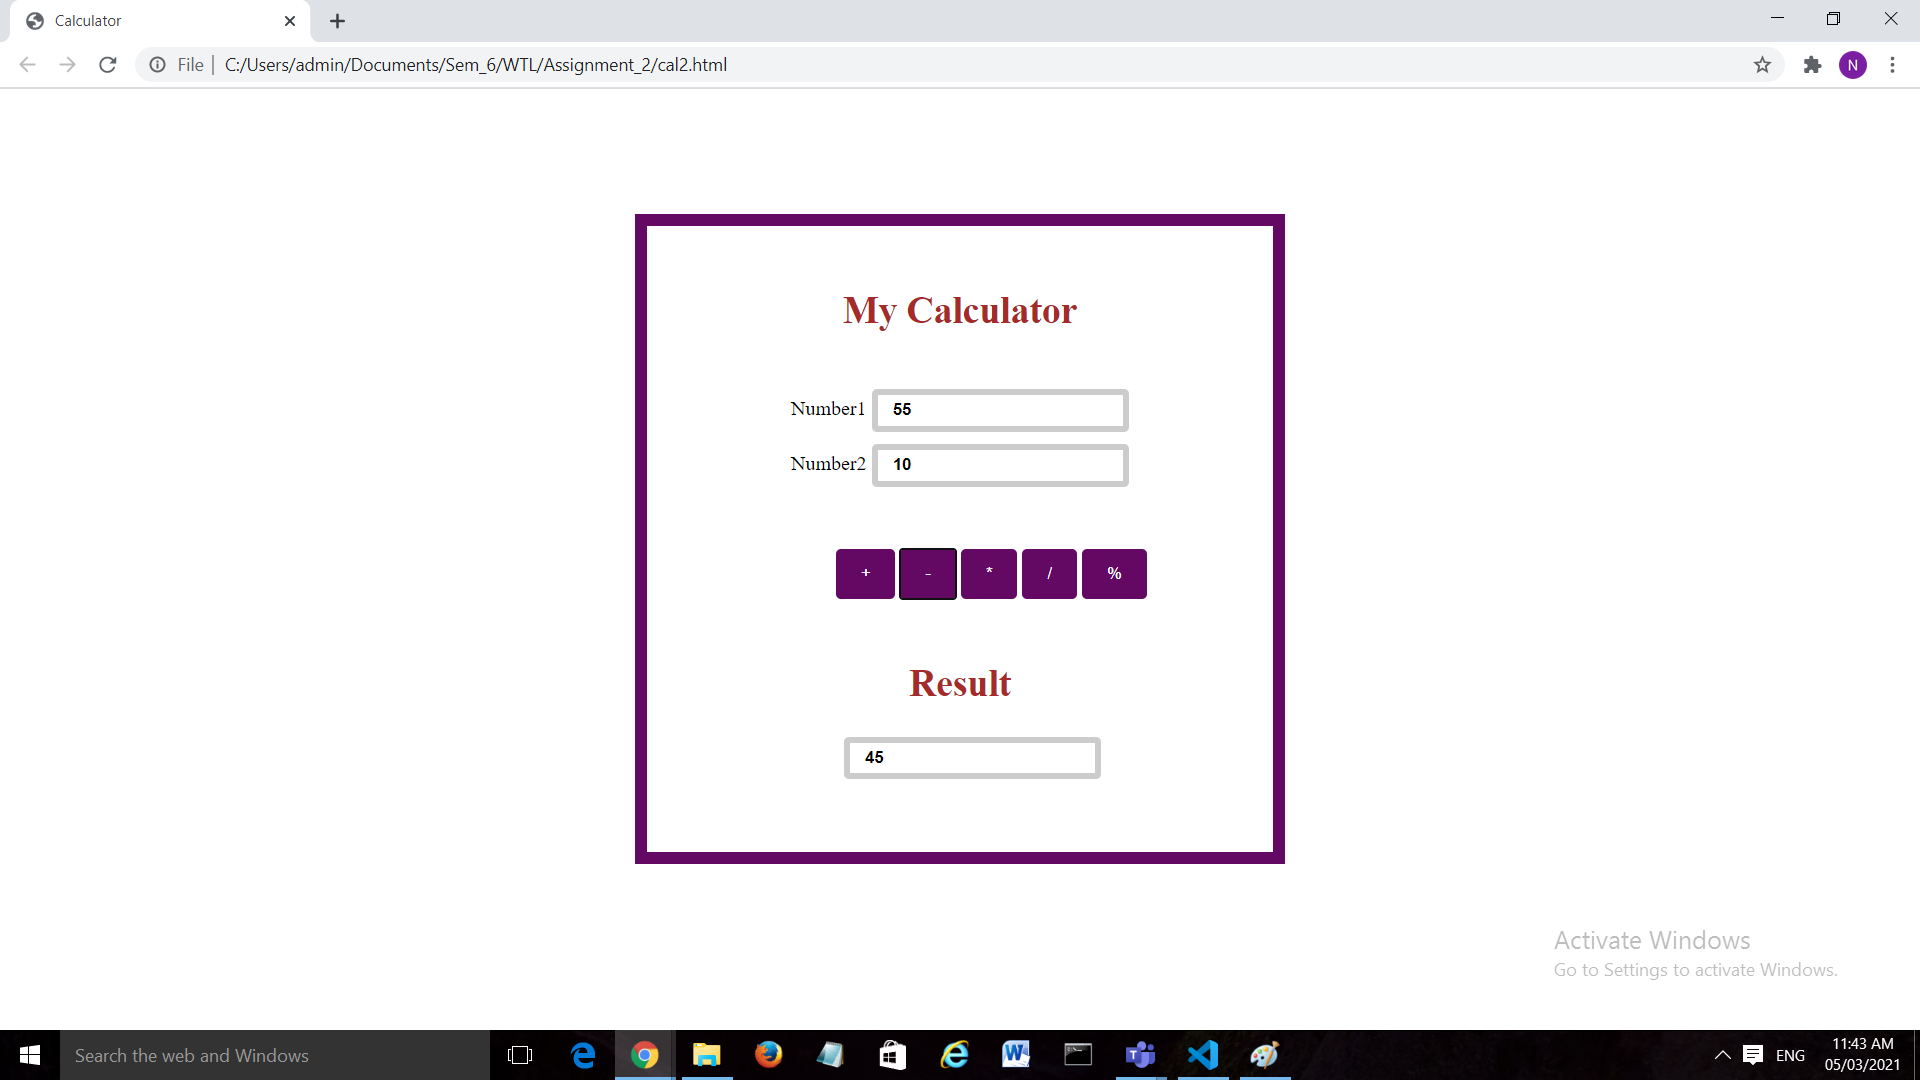 Calculator
File | C:/Users/admin/Documents/Sem_6/WTL/Assignment_2/cal2.html
N
My Calculator
Number1 55
Number2 10
+ - * / %
Result
45
Activate Windows
Go to Settings to activate Windows.
Search the web and Windows
ENG
11:43 AM
05/03/2021